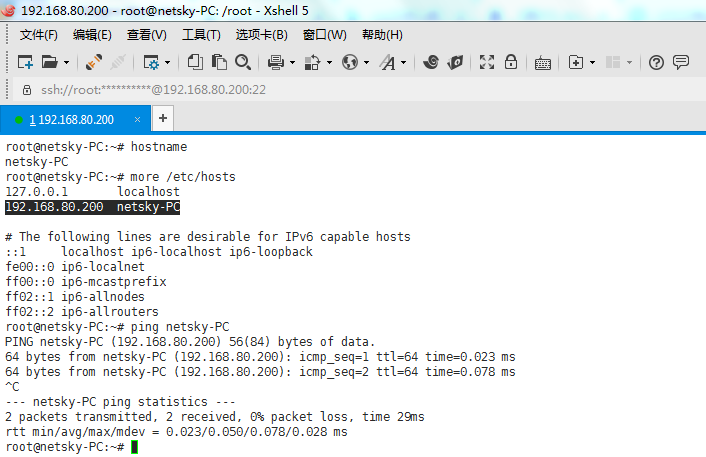 192.168.80.200 - root@netsky-PC: /root - Xshell 5
文件(F) 编辑(E) 查看(V) 工具(T) 选项卡(B) 窗口(W) 帮助(H)
ssh://root:**********@192.168.80.200:22
1 192.168.80.200 × +
root@netsky-PC:~# hostname
netsky-PC
root@netsky-PC:~# more /etc/hosts
127.0.0.1 localhost
192.168.80.200 netsky-PC
# The following lines are desirable for IPv6 capable hosts
::1 localhost ip6-localhost ip6-loopback
fe00::0 ip6-localnet
ff00::0 ip6-mcastprefix
ff02::1 ip6-allnodes
ff02::2 ip6-allrouters
root@netsky-PC:~# ping netsky-PC
PING netsky-PC (192.168.80.200) 56(84) bytes of data.
64 bytes from netsky-PC (192.168.80.200): icmp_seq=1 ttl=64 time=0.023 ms
64 bytes from netsky-PC (192.168.80.200): icmp_seq=2 ttl=64 time=0.078 ms
^C
--- netsky-PC ping statistics ---
2 packets transmitted, 2 received, 0% packet loss, time 29ms
rtt min/avg/max/mdev = 0.023/0.050/0.078/0.028 ms
root@netsky-PC:~#